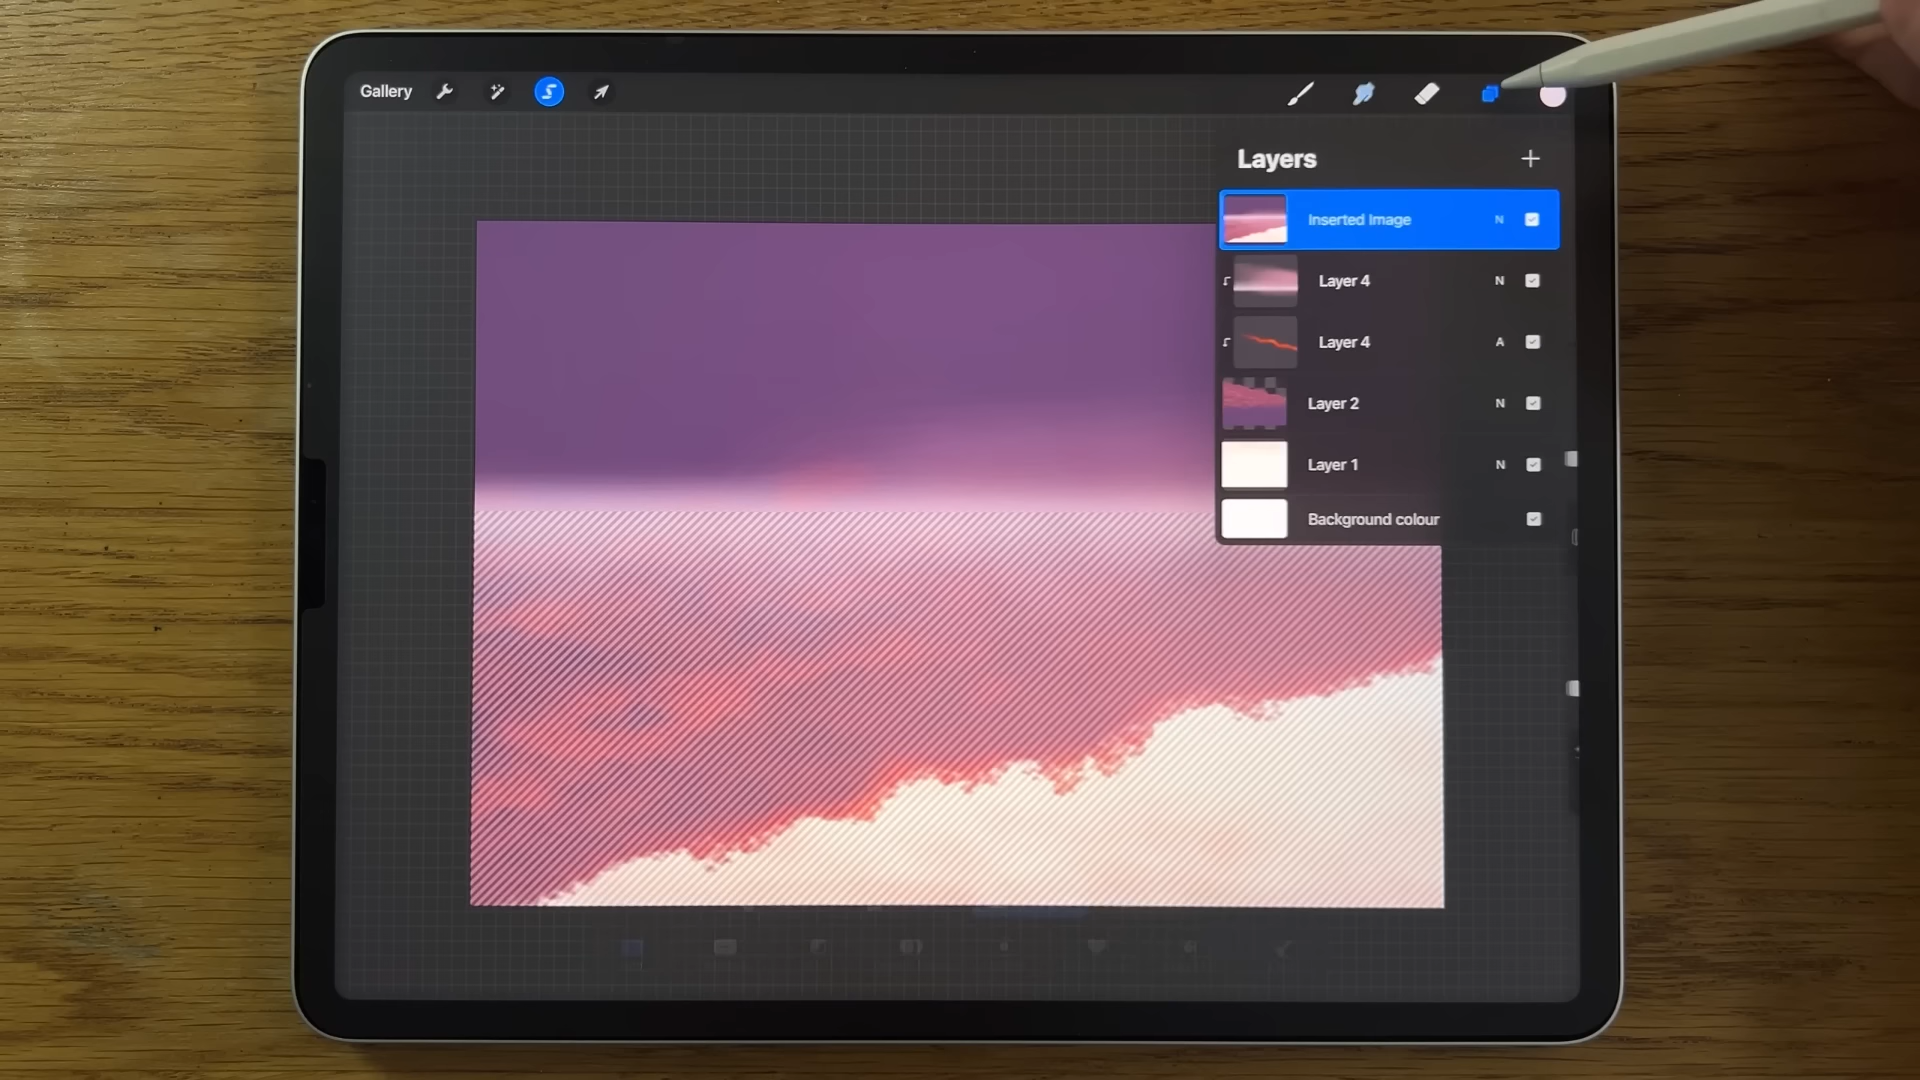 Gallery
Layers
Inserted Image N
Layer 4 N
Layer 4 A
Layer 2 N
Layer 1 N
Background colour